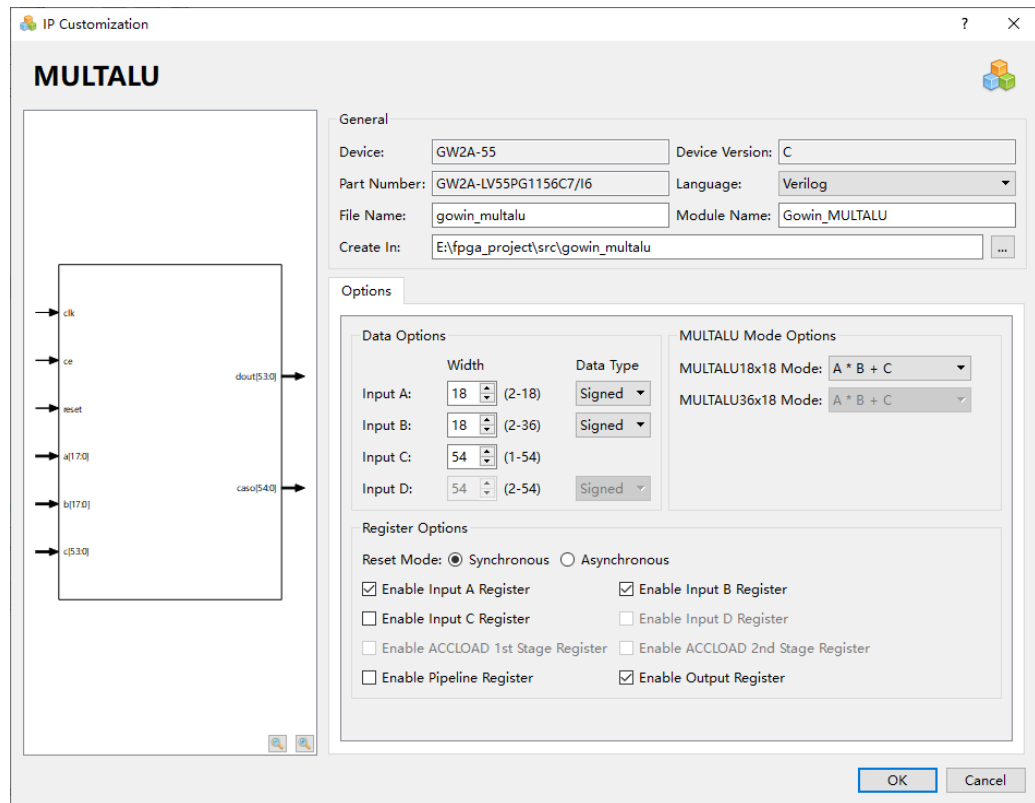 IP Customization
MULTALU
clk
ce
reset
a[17:0]
b[17:0]
c[53:0]
dout[53:0]
caso[54:0]
General
Device: GW2A-55 Device Version: C
Part Number: GW2A-LV55PG1156C7/I6 Language: Verilog
File Name: gowin_multalu Module Name: Gowin_MULTALU
Create In: E:\fpga_project\src\gowin_multalu ...
Options
Data Options
Width Data Type
Input A: 18 (2-18) Signed
Input B: 18 (2-36) Signed
Input C: 54 (1-54)
Input D: 54 (2-54) Signed
MULTALU Mode Options
MULTALU18x18 Mode: A * B + C
MULTALU36x18 Mode: A * B + C
Register Options
Reset Mode: Synchronous Asynchronous
Enable Input A Register Enable Input B Register
Enable Input C Register Enable Input D Register
Enable ACCLOAD 1st Stage Register Enable ACCLOAD 2nd Stage Register
Enable Pipeline Register Enable Output Register
OK Cancel